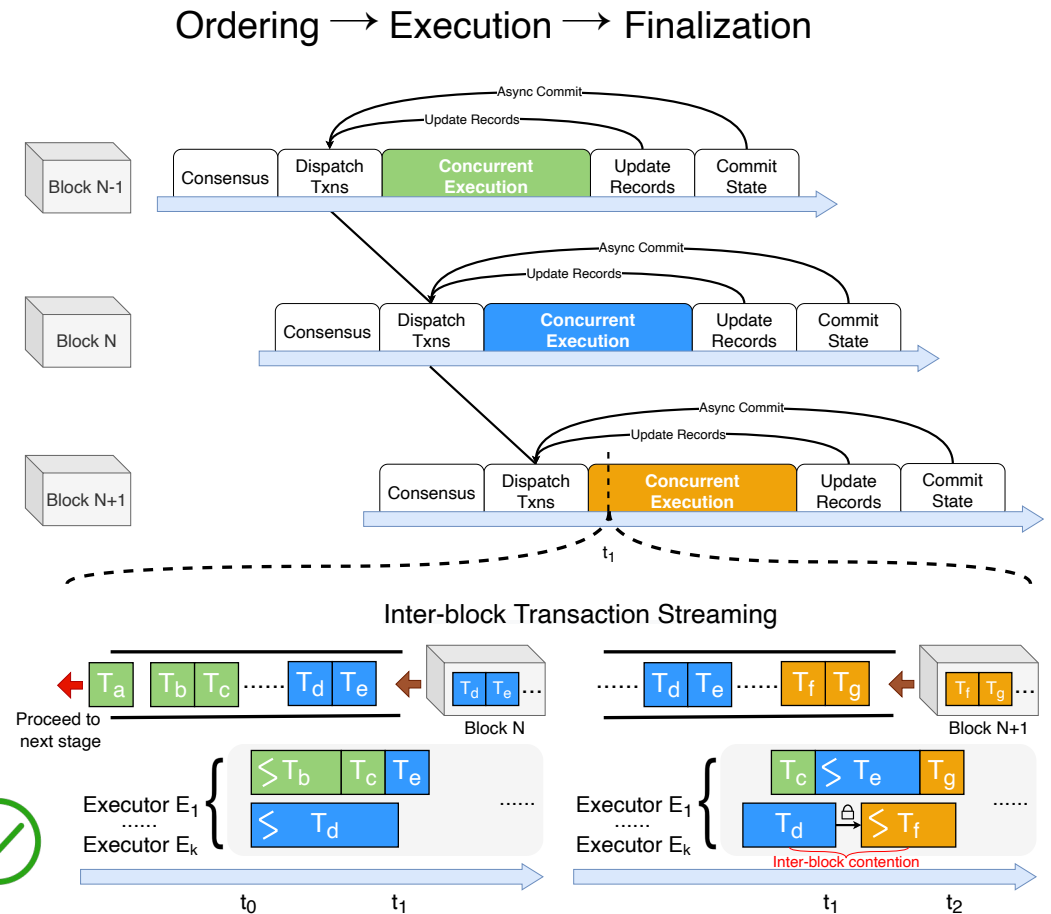 Ordering → Execution → Finalization
Async Commit
Update Records
Block N-1
Consensus
Dispatch
Txns
Concurrent
Execution
Update
Records
Commit
State
Async Commit
Update Records
Block N
Consensus
Dispatch
Txns
Concurrent
Execution
Update
Records
Commit
State
Async Commit
Update Records
Block N+1
Consensus
Dispatch
Txns
Concurrent
Execution
Update
Records
Commit
State
t1
Inter-block Transaction Streaming
Ta Tb Tc ...... Td Te
Td Te ...
Proceed to
next stage
Block N
...... Td Te ...... Tf Tg
Tf Tg ...
Block N+1
Executor E1
......
Executor Ek
Tb Tc Te
Td
......
t0 t1
Executor E1
......
Executor Ek
Tc Te Tg
Td Tf
......
Inter-block contention
t1 t2